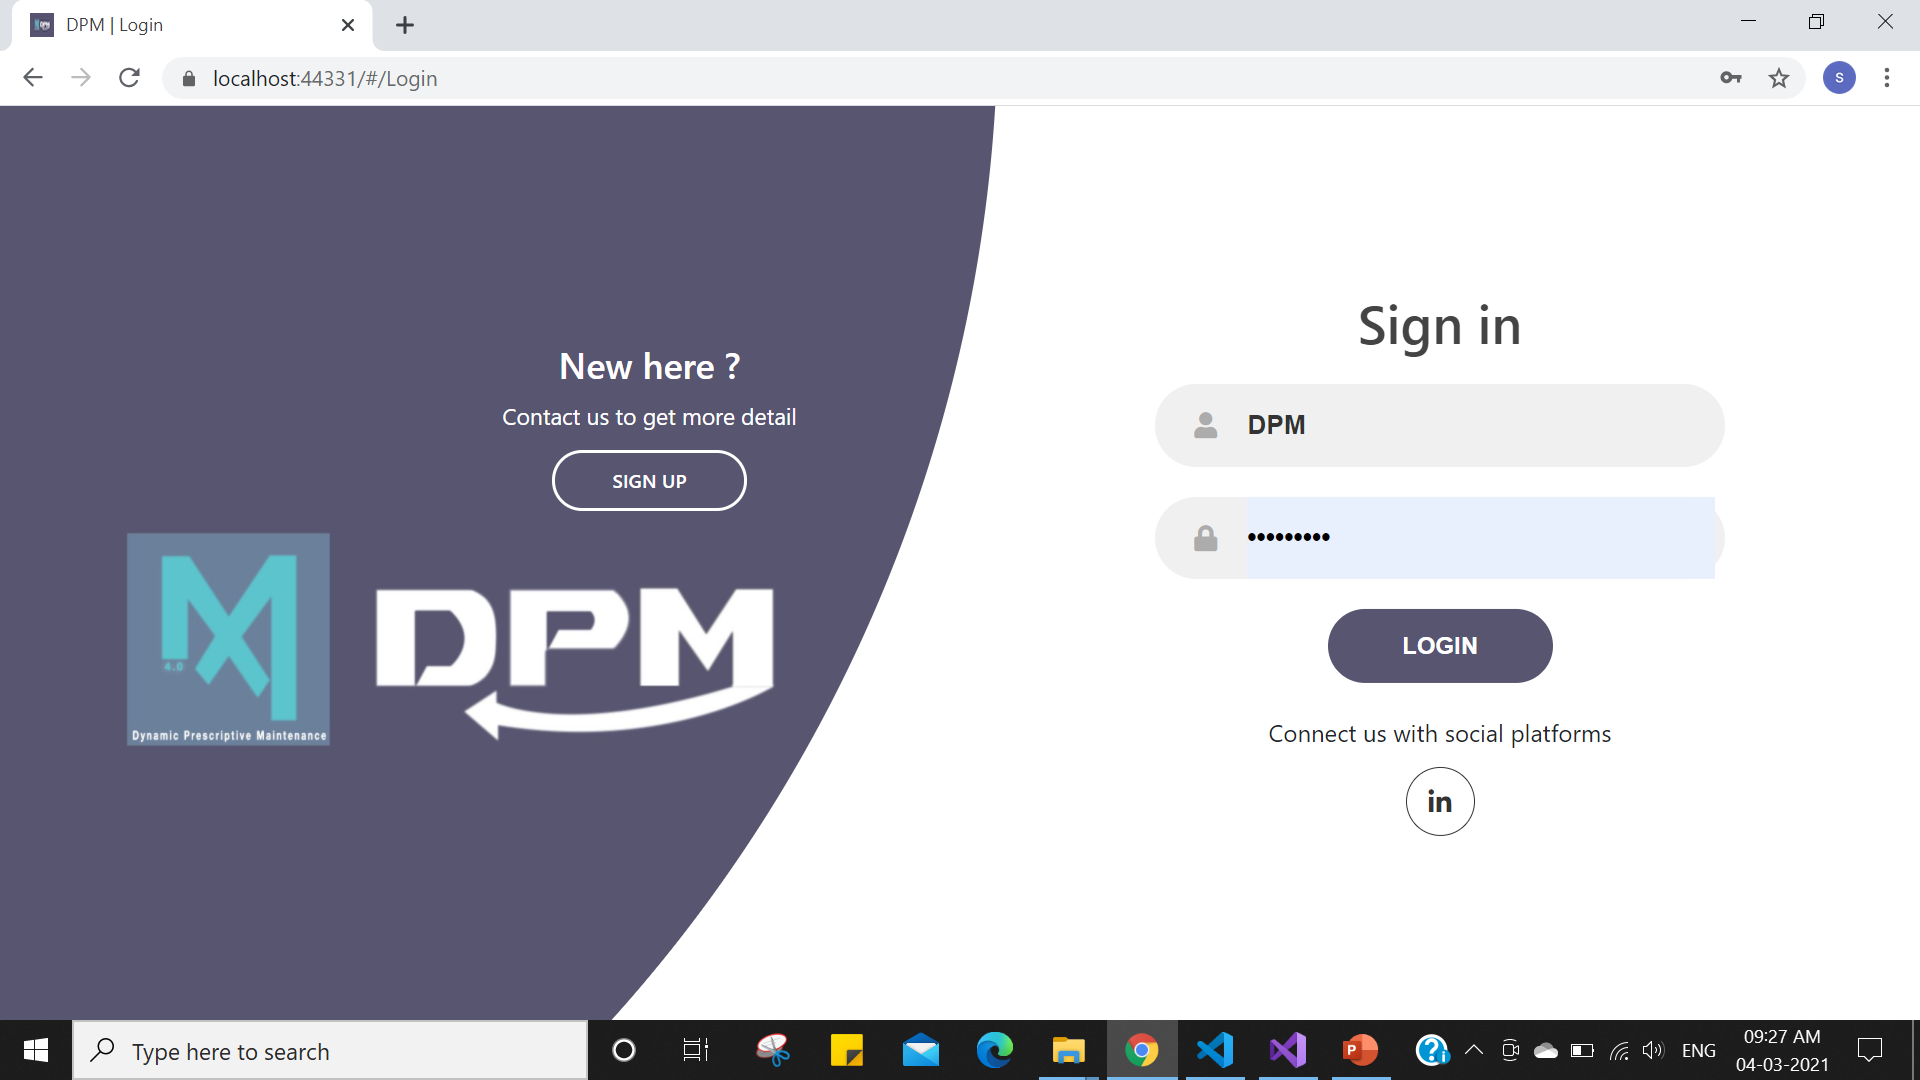 DPM | Login
localhost:44331/#/Login
S
New here ?
Contact us to get more detail
SIGN UP
MX
4.0
Dynamic Prescriptive Maintenance
DPM
Sign in
DPM
•••••••••
LOGIN
Connect us with social platforms
in
Type here to search
P
ENG
09:27 AM
04-03-2021